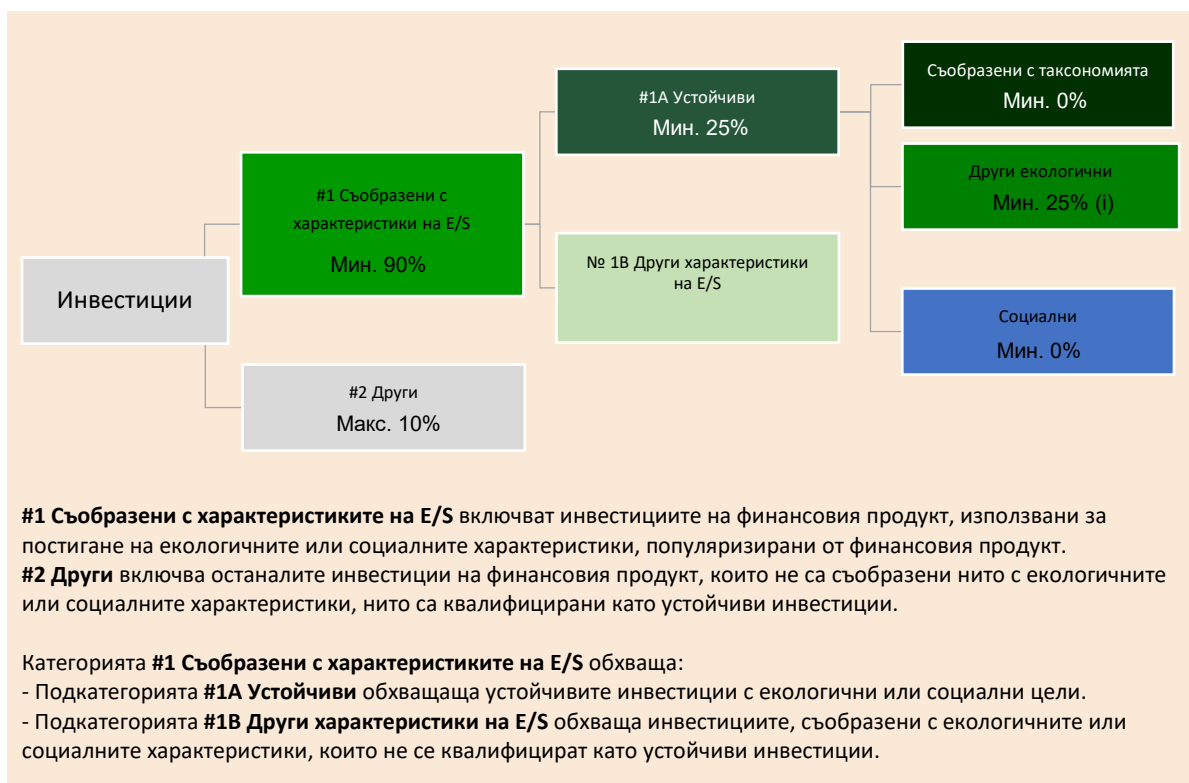 Инвестиции
#1 Съобразени с
характеристики на E/S
Мин. 90%
#2 Други
Макс. 10%
#1A Устойчиви
Мин. 25%
№ 1B Други характеристики
на E/S
Съобразени с таксономията
Мин. 0%
Други екологични
Мин. 25% (i)
Социални
Мин. 0%
#1 Съобразени с характеристиките на E/S включват инвестициите на финансовия продукт, използвани за
постигане на екологичните или социалните характеристики, популяризирани от финансовия продукт.
#2 Други включва останалите инвестиции на финансовия продукт, които не са съобразени нито с екологичните
или социалните характеристики, нито са квалифицирани като устойчиви инвестиции.
Категорията #1 Съобразени с характеристиките на E/S обхваща:
- Подкатегорията #1A Устойчиви обхващаща устойчивите инвестиции с екологични или социални цели.
- Подкатегорията #1B Други характеристики на E/S обхваща инвестициите, съобразени с екологичните или
социалните характеристики, които не се квалифицират като устойчиви инвестиции.